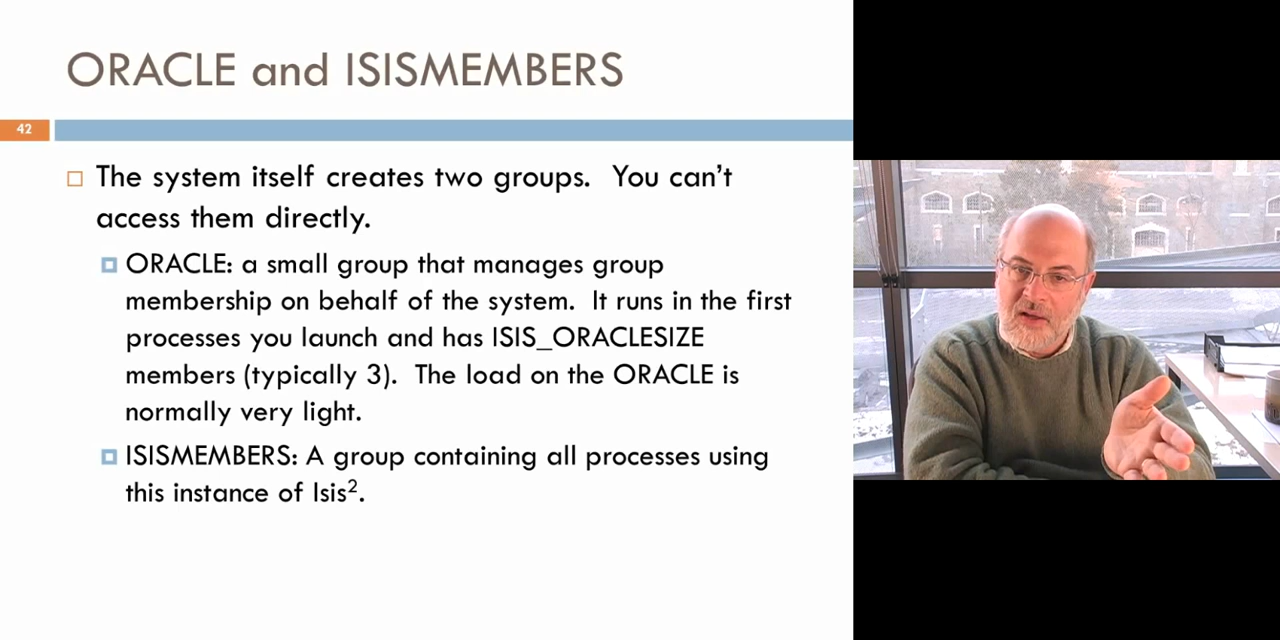 ORACLE and ISISMEMBERS
42
The system itself creates two groups.  You can’t
access them directly.
ORACLE: a small group that manages group
membership on behalf of the system.  It runs in the first
processes you launch and has ISIS_ORACLESIZE
members (typically 3).  The load on the ORACLE is
normally very light.
ISISMEMBERS: A group containing all processes using
this instance of Isis².